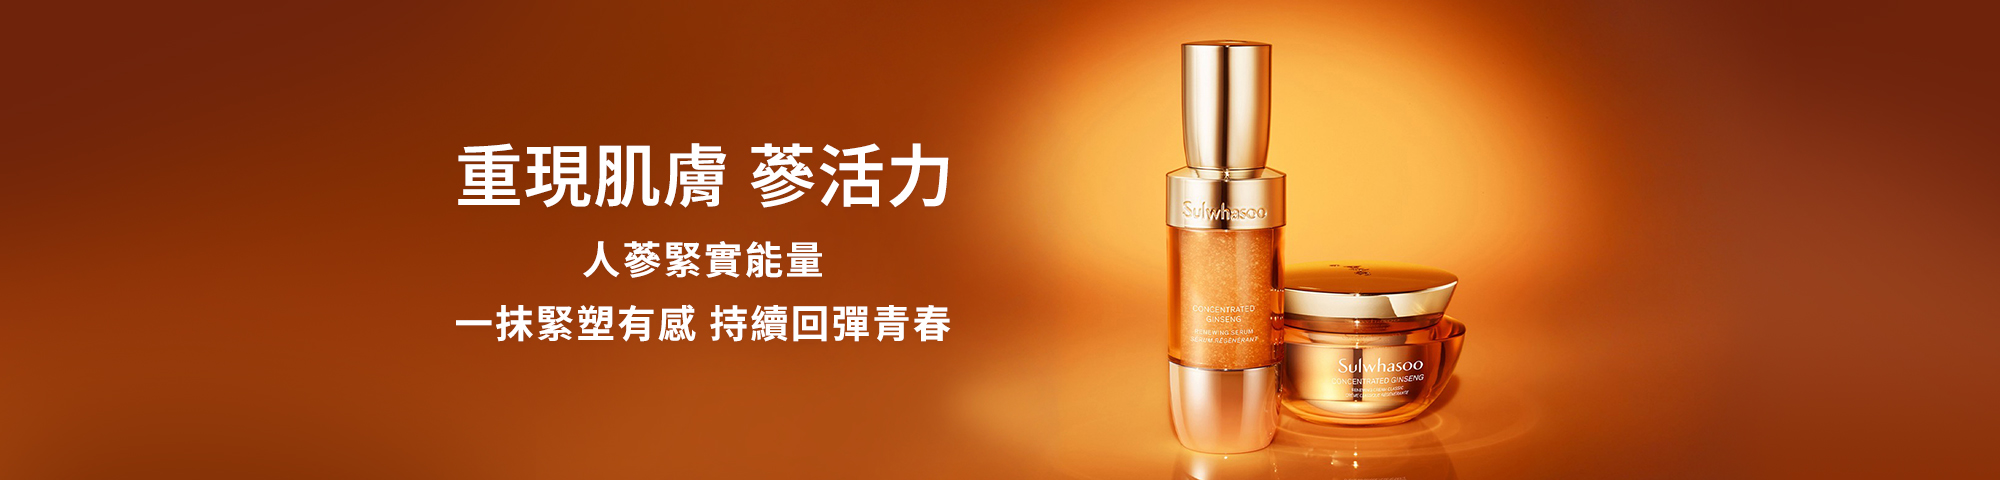 重現肌膚 蔘活力
人蔘緊實能量
一抹緊塑有感 持續回彈青春
Sulwhasoo
CONCENTRATED
GINSENG
RENEWING SERUM
SÉRUM RÉGÉNÉRANT
Sulwhasoo
CONCENTRATED GINSENG